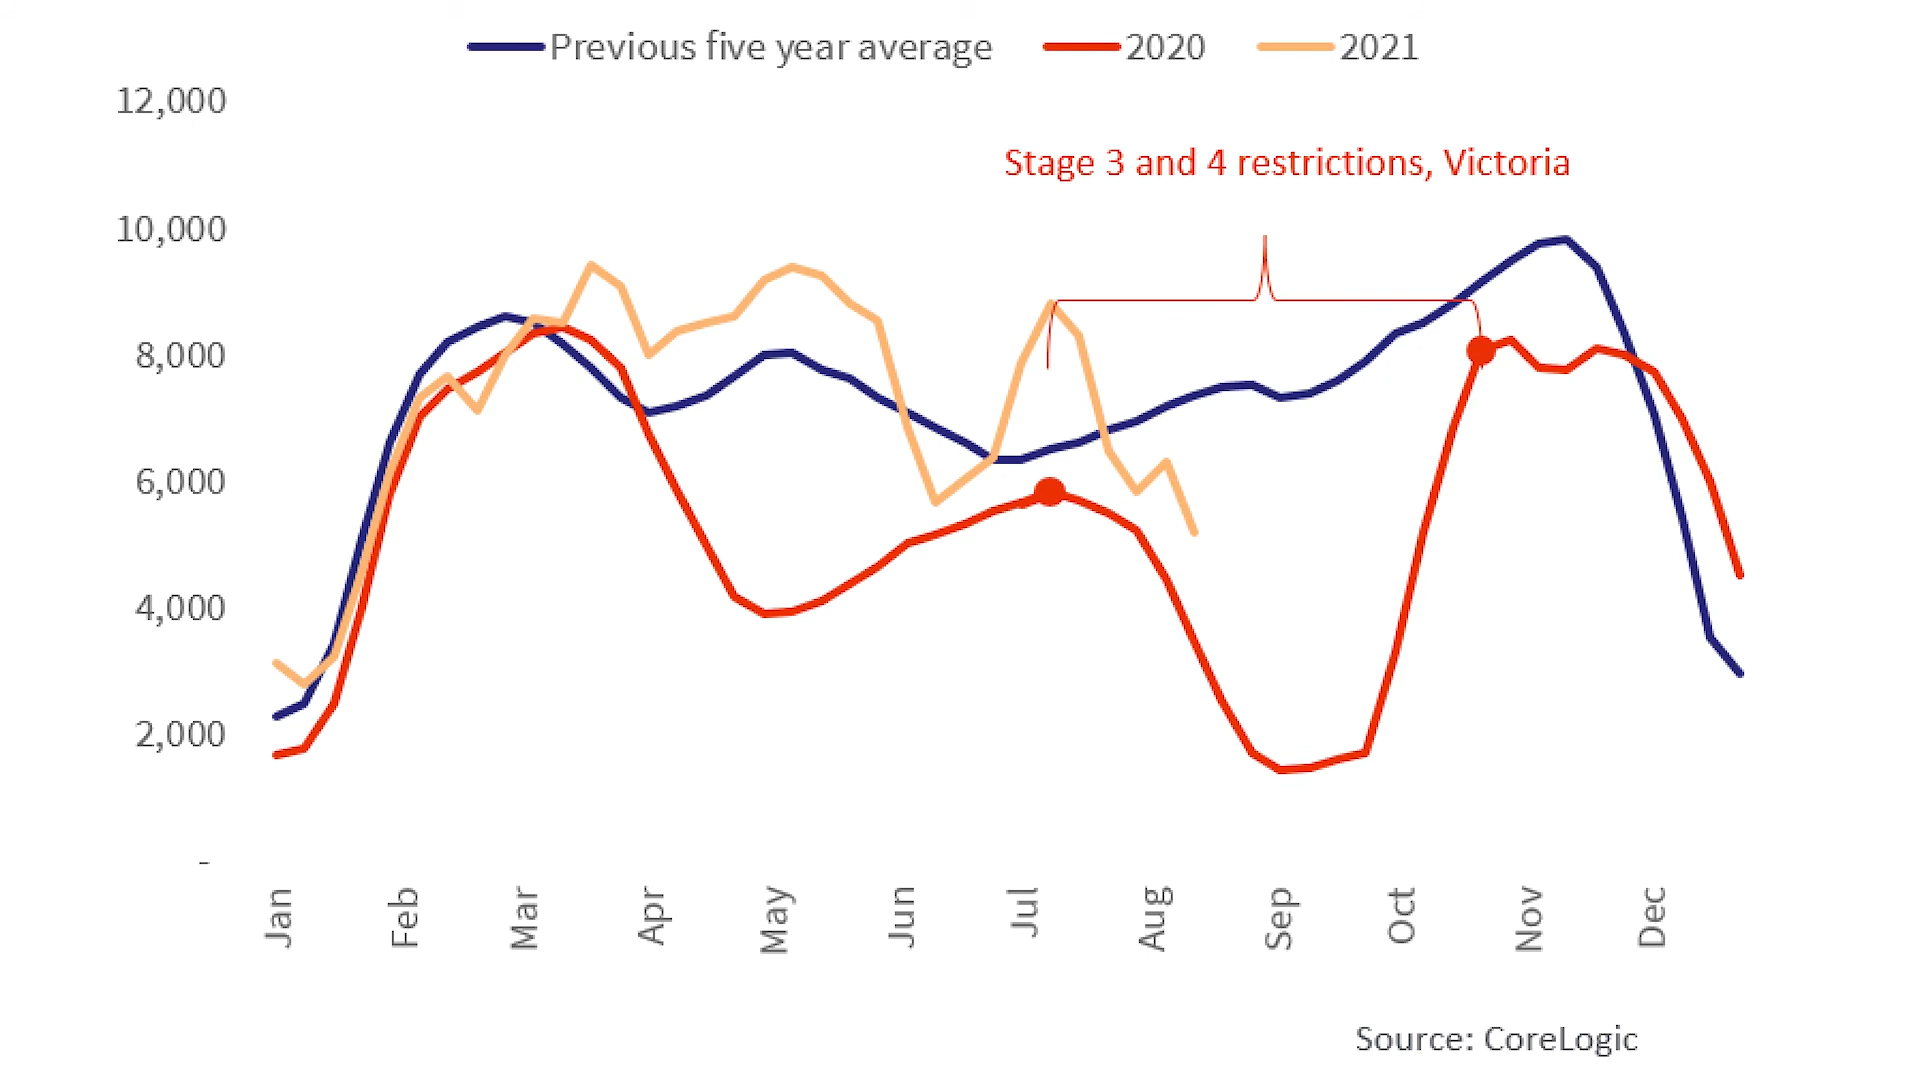 Previous five year average 2020 2021
12,000
Stage 3 and 4 restrictions, Victoria
10,000
8,000
6,000
4,000
2,000
-
Jan Feb Mar Apr May Jun Jul Aug Sep Oct Nov Dec
Source: CoreLogic